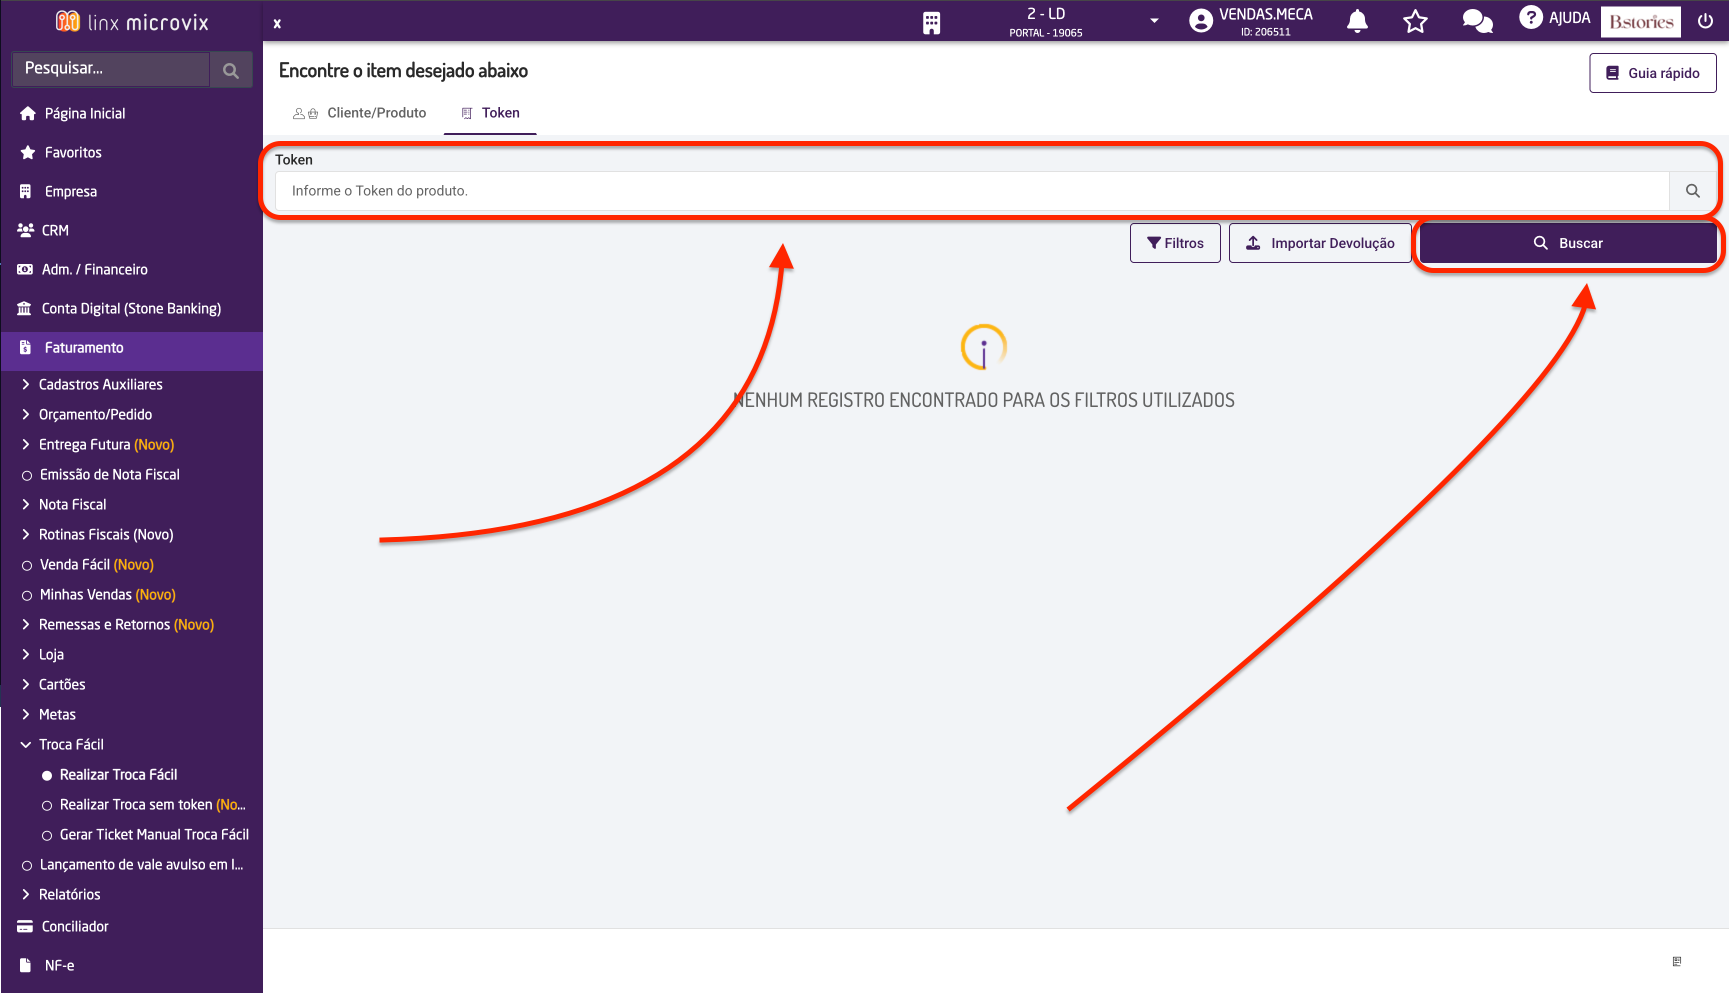 linx microvix
x
2 - LD
PORTAL - 19065
VENDAS.MECA
ID: 206511
AJUDA
Bstories
Pesquisar...
Página Inicial
Favoritos
Empresa
CRM
Adm. / Financeiro
Conta Digital (Stone Banking)
Faturamento
Cadastros Auxiliares
Orçamento/Pedido
Entrega Futura (Novo)
Emissão de Nota Fiscal
Nota Fiscal
Rotinas Fiscais (Novo)
Venda Fácil (Novo)
Minhas Vendas (Novo)
Remessas e Retornos (Novo)
Loja
Cartões
Metas
Troca Fácil
Realizar Troca Fácil
Realizar Troca sem token (No...
Gerar Ticket Manual Troca Fácil
Lançamento de vale avulso em l...
Relatórios
Conciliador
NF-e
Encontre o item desejado abaixo
Guia rápido
Cliente/Produto
Token
Token
Informe o Token do produto.
Filtros
Importar Devolução
Buscar
NENHUM REGISTRO ENCONTRADO PARA OS FILTROS UTILIZADOS